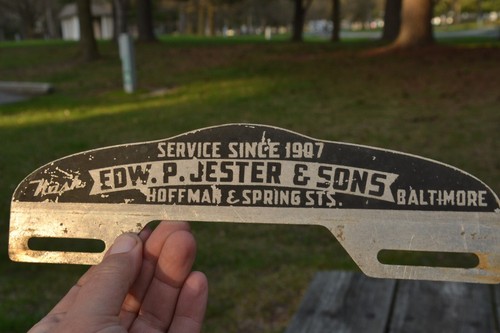 SERVICE SINCE 1907
Nash
EDW. P. JESTER & SONS
HOFFMAN & SPRING STS.
BALTIMORE